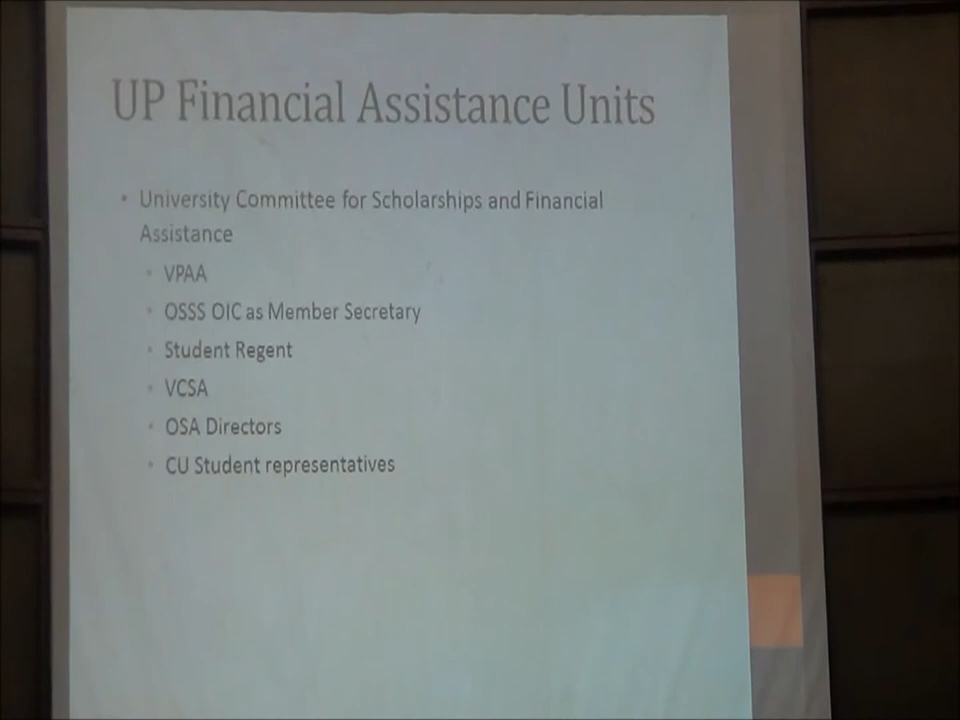 UP Financial Assistance Units
• University Committee for Scholarships and Financial
Assistance
• VPAA
• OSSS OIC as Member Secretary
• Student Regent
• VCSA
• OSA Directors
• CU Student representatives